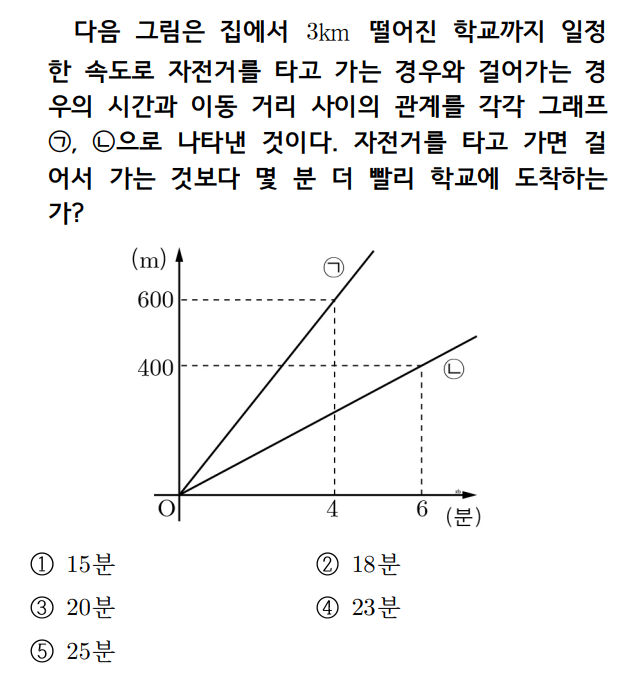 다음 그림은 집에서 3km 떨어진 학교까지 일정
한 속도로 자전거를 타고 가는 경우와 걸어가는 경
우의 시간과 이동 거리 사이의 관계를 각각 그래프
㉠, ㉡으로 나타낸 것이다. 자전거를 타고 가면 걸
어서 가는 것보다 몇 분 더 빨리 학교에 도착하는
가?
(m)
㉠
600
400
㉡
O
4
6
(분)
① 15분
② 18분
③ 20분
④ 23분
⑤ 25분